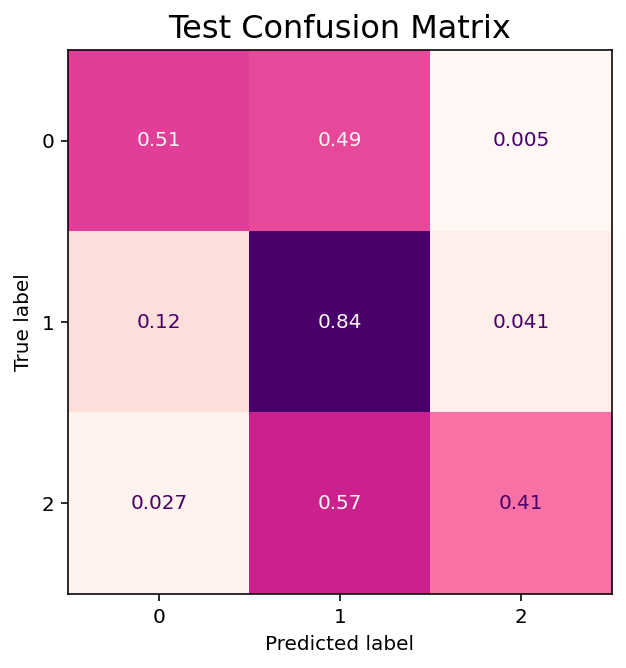 Test Confusion Matrix
True label
0
0.51 0.49 0.005
1
0.12 0.84 0.041
2
0.027 0.57 0.41
0 1 2
Predicted label